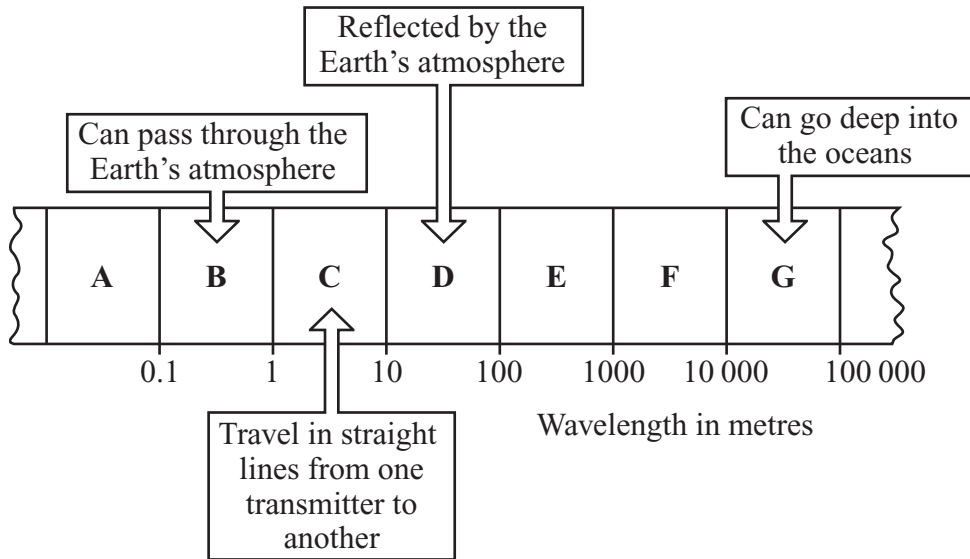 Reflected by the
Earth's atmosphere
Can pass through the
Earth's atmosphere
Can go deep into
the oceans
A B C D E F G
0.1 1 10 100 1000 10 000 100 000
Wavelength in metres
Travel in straight
lines from one
transmitter to
another